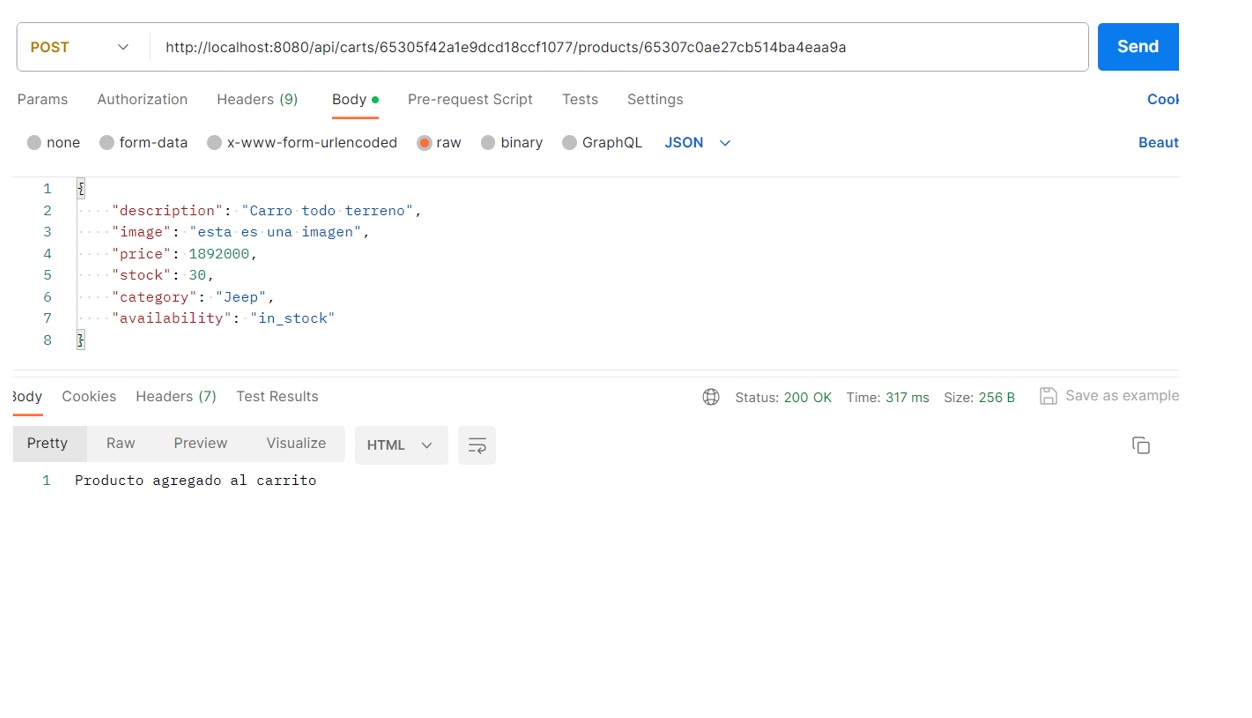 POST http://localhost:8080/api/carts/65305f42a1e9dcd18ccf1077/products/65307c0ae27cb514ba4eaa9a Send
Params Authorization Headers (9) Body Pre-request Script Tests Settings Cook
none form-data x-www-form-urlencoded raw binary GraphQL JSON Beaut
1 {
2 "description": "Carro todo terreno",
3 "image": "esta es una imagen",
4 "price": 1892000,
5 "stock": 30,
6 "category": "Jeep",
7 "availability": "in_stock"
8 }
Body Cookies Headers (7) Test Results Status: 200 OK Time: 317 ms Size: 256 B Save as example
Pretty Raw Preview Visualize HTML
1 Producto agregado al carrito